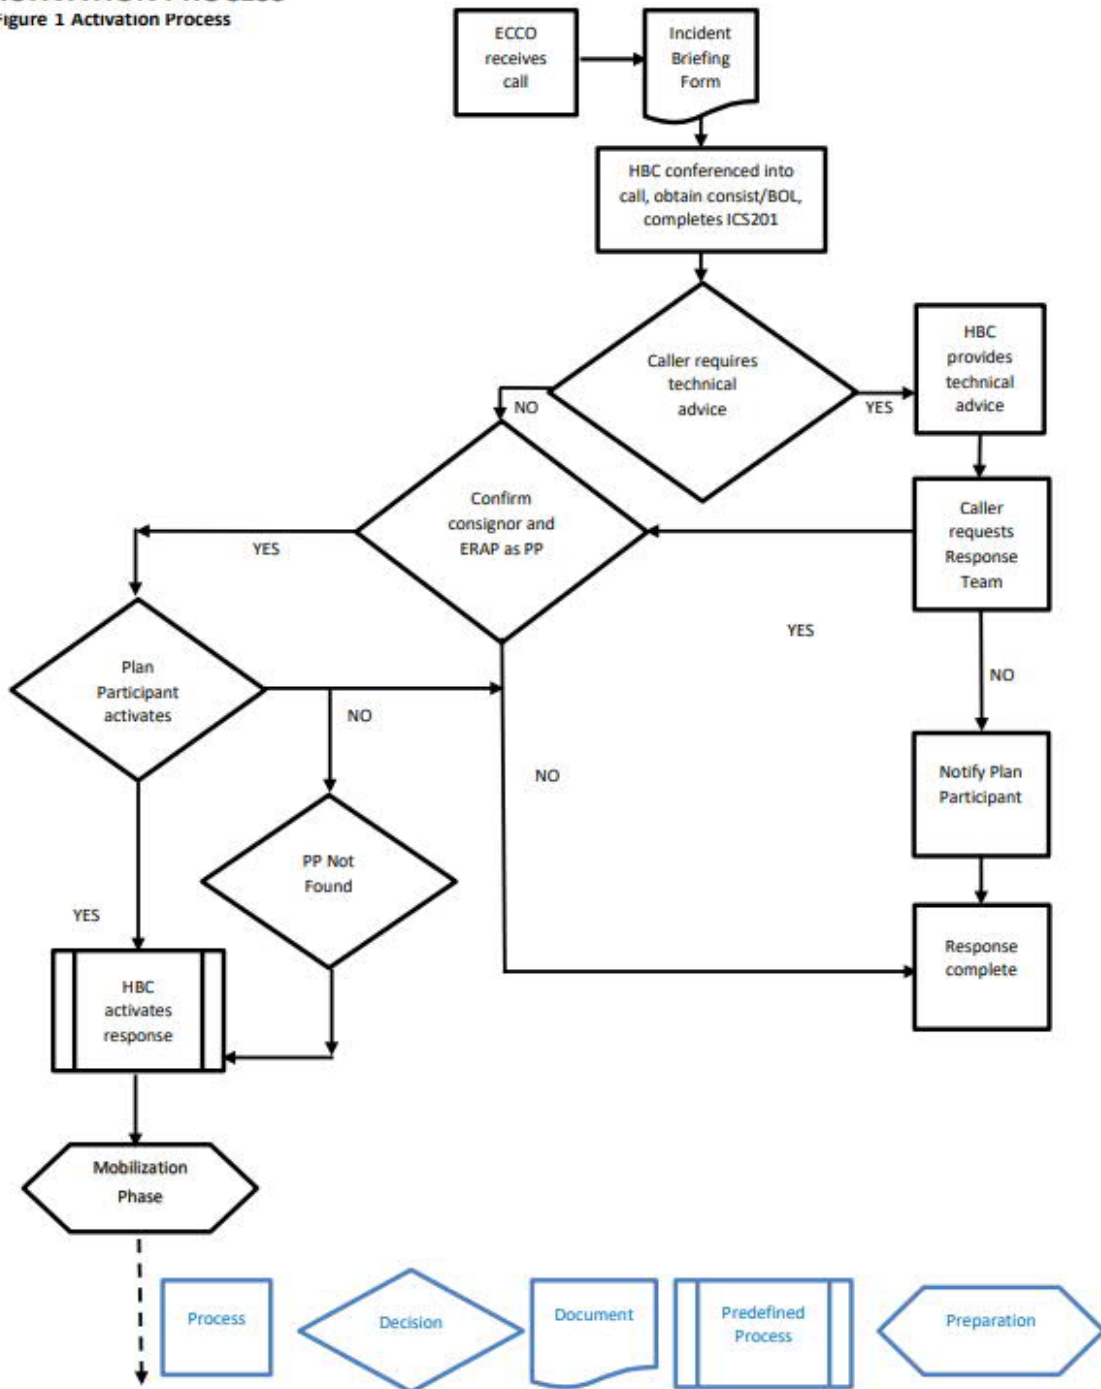 Figure 1 Activation Process
ECCO
receives
call
Incident
Briefing
Form
HBC conferenced into
call, obtain consist/BOL,
completes ICS201
Caller requires
technical
advice
HBC
provides
technical
advice
NO
YES
Confirm
consignor and
ERAP as PP
Caller
requests
Response
Team
YES
YES
NO
Plan
Participant
activates
NO
NO
Notify Plan
Participant
PP Not
Found
YES
Response
complete
HBC
activates
response
Mobilization
Phase
Process
Decision
Document
Predefined
Process
Preparation